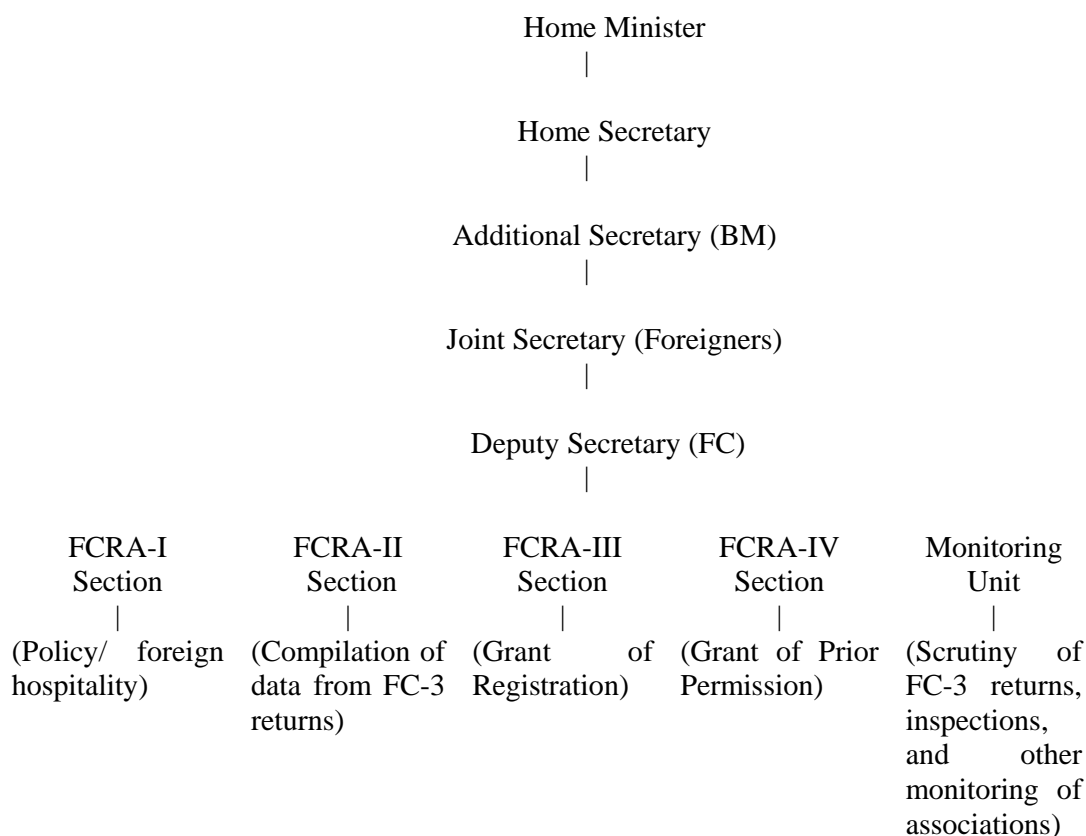 Home Minister
|
Home Secretary
|
Additional Secretary (BM)
|
Joint Secretary (Foreigners)
|
Deputy Secretary (FC)
|
FCRA-I
Section
|
(Policy/ foreign
hospitality)
FCRA-II
Section
|
(Compilation of
data from FC-3
returns)
FCRA-III
Section
|
(Grant of
Registration)
FCRA-IV
Section
|
(Grant of Prior
Permission)
Monitoring
Unit
|
(Scrutiny of
FC-3 returns,
inspections,
and other
monitoring of
associations)